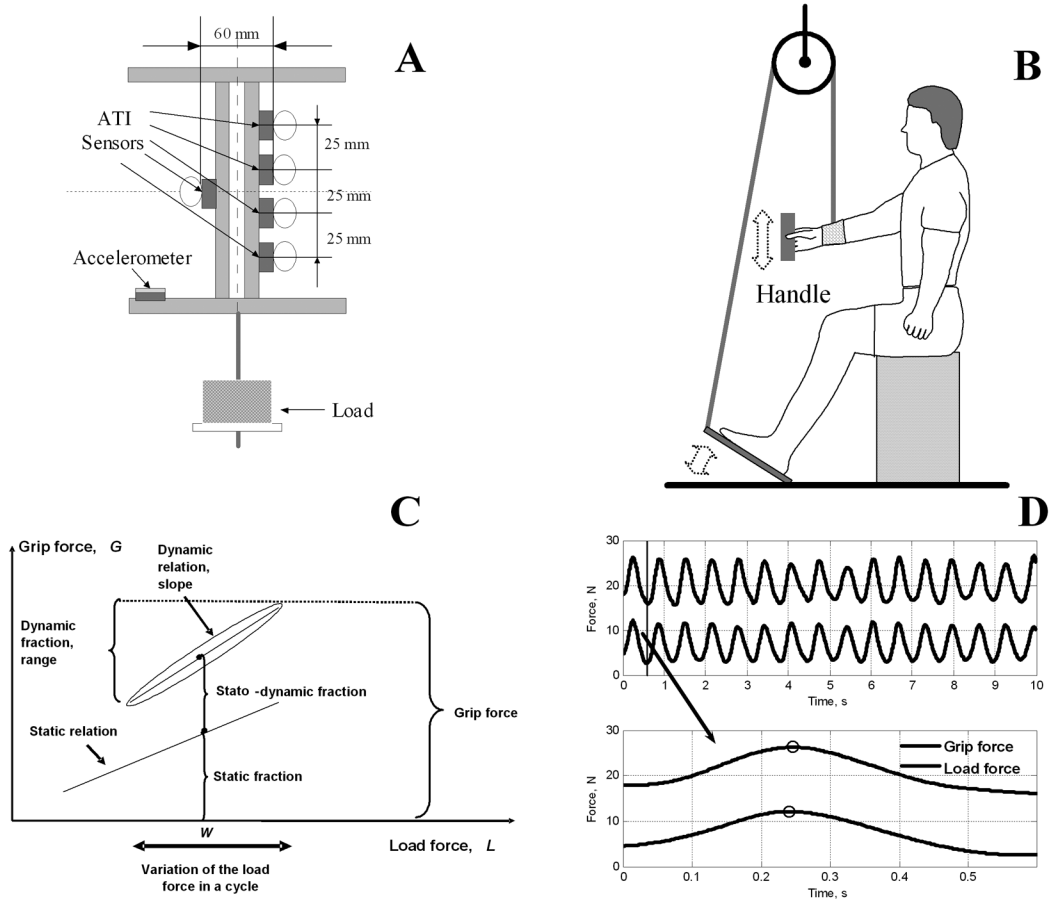 60 mm
A
ATI
Sensors
25 mm
25 mm
25 mm
Accelerometer
Load
B
Handle
C
Grip force, G
Dynamic
relation,
slope
Dynamic
fraction,
range
Stato -dynamic fraction
Grip force
Static relation
Static fraction
W
Load force, L
Variation of the load
force in a cycle
D
30
20
10
0
Force, N
0 1 2 3 4 5 6 7 8 9 10
Time, s
30
20
10
0
Force, N
Grip force
Load force
0 0.1 0.2 0.3 0.4 0.5
Time, s